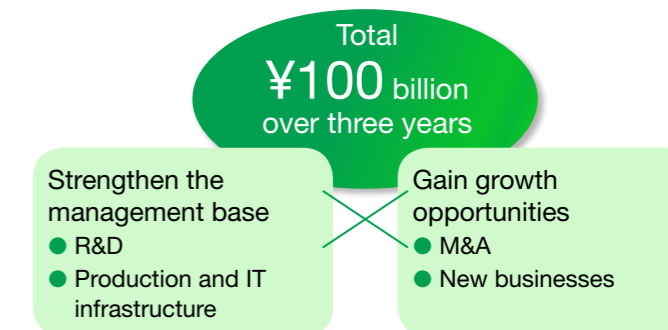 Total
¥100 billion
over three years
Strengthen the
management base
● R&D
● Production and IT
infrastructure
Gain growth
opportunities
● M&A
● New businesses